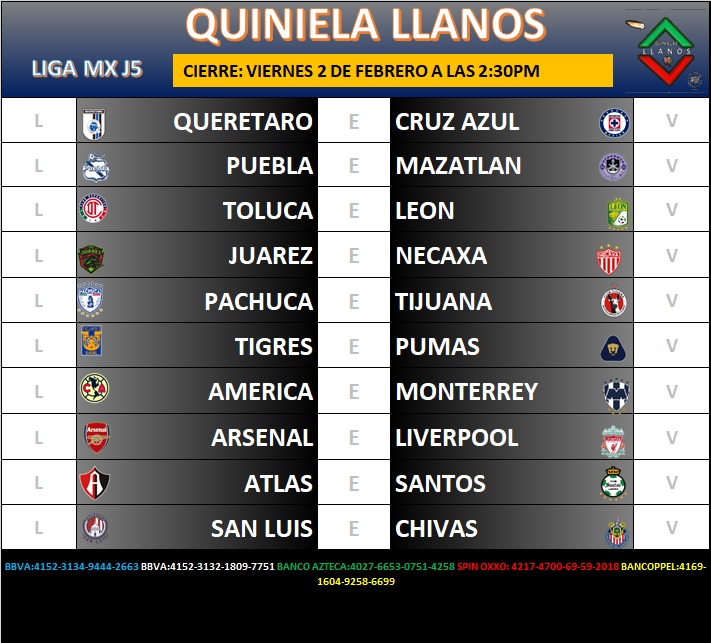 QUINIELA LLANOS
LIGA MX J5
CIERRE: VIERNES 2 DE FEBRERO A LAS 2:30PM
QUINIELAS
LLANOS
L QUERETARO E CRUZ AZUL V
L PUEBLA E MAZATLAN V
L TOLUCA E LEON V
L JUAREZ E NECAXA V
L PACHUCA E TIJUANA V
L TIGRES E PUMAS V
L AMERICA E MONTERREY V
L ARSENAL E LIVERPOOL V
L ATLAS E SANTOS V
L SAN LUIS E CHIVAS V
BBVA:4152-3134-9444-2663 BBVA:4152-3132-1809-7751 BANCO AZTECA:4027-6653-0751-4258 SPIN OXXO: 4217-4700-69-59-2018 BANCOPPEL:4169-
1604-9258-6699